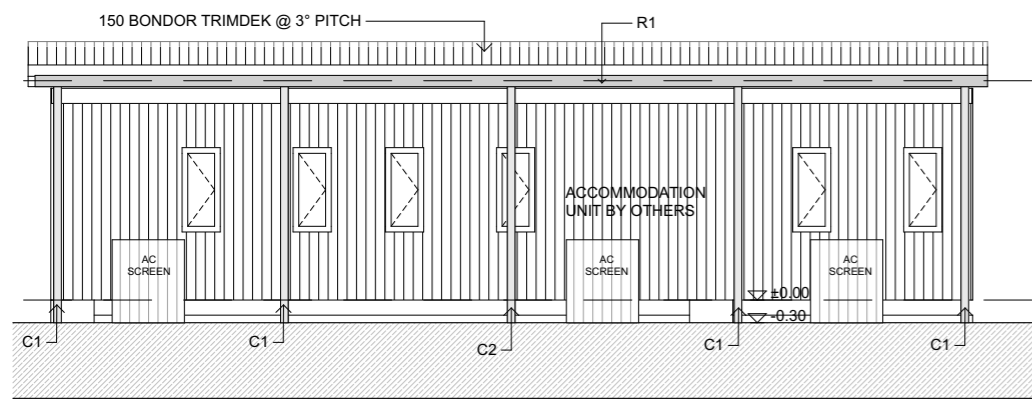 150 BONDOR TRIMDEK @ 3° PITCH
R1
ACCOMMODATION
UNIT BY OTHERS
AC
SCREEN
AC
SCREEN
AC
SCREEN
±0.00
-0.30
C1
C1
C2
C1
C1